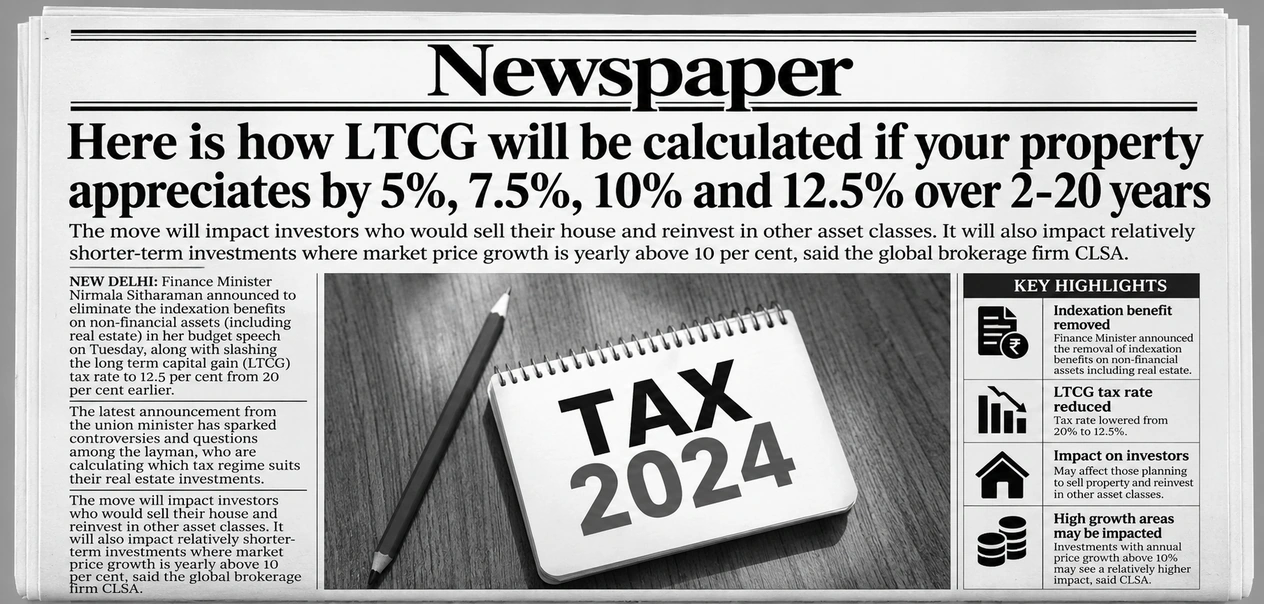 Newspaper
Here is how LTCG will be calculated if your property
appreciates by 5%, 7.5%, 10% and 12.5% over 2-20 years
The move will impact investors who would sell their house and reinvest in other asset classes. It will also impact relatively
shorter-term investments where market price growth is yearly above 10 per cent, said the global brokerage firm CLSA.
NEW DELHI: Finance Minister
Nirmala Sitharaman announced to
eliminate the indexation benefits
on non-financial assets (including
real estate) in her budget speech
on Tuesday, along with slashing
the long term capital gain (LTCG)
tax rate to 12.5 per cent from 20
per cent earlier.
The latest announcement from
the union minister has sparked
controversies and questions
among the layman, who are
calculating which tax regime suits
their real estate investments.
The move will impact investors
who would sell their house and
reinvest in other asset classes. It
will also impact relatively shorter-
term investments where market
price growth is yearly above 10
per cent, said the global brokerage
firm CLSA.
TAX
2024
KEY HIGHLIGHTS
Indexation benefit
removed
Finance Minister announced
the removal of indexation
benefits on non-financial
assets including real estate.
LTCG tax rate
reduced
Tax rate lowered from
20% to 12.5%.
Impact on investors
May affect those planning
to sell property and reinvest
in other asset classes.
High growth areas
may be impacted
Investments with annual
price growth above 10%
may see a relatively higher
impact, said CLSA.